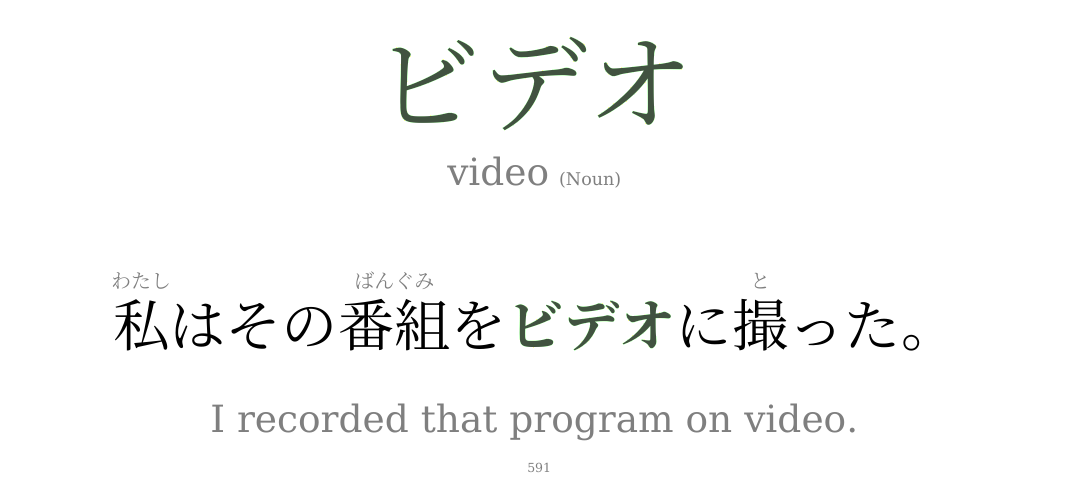 ビデオ
video (Noun)
わたし ばんぐみ と
私はその番組をビデオに撮った。
I recorded that program on video.
591